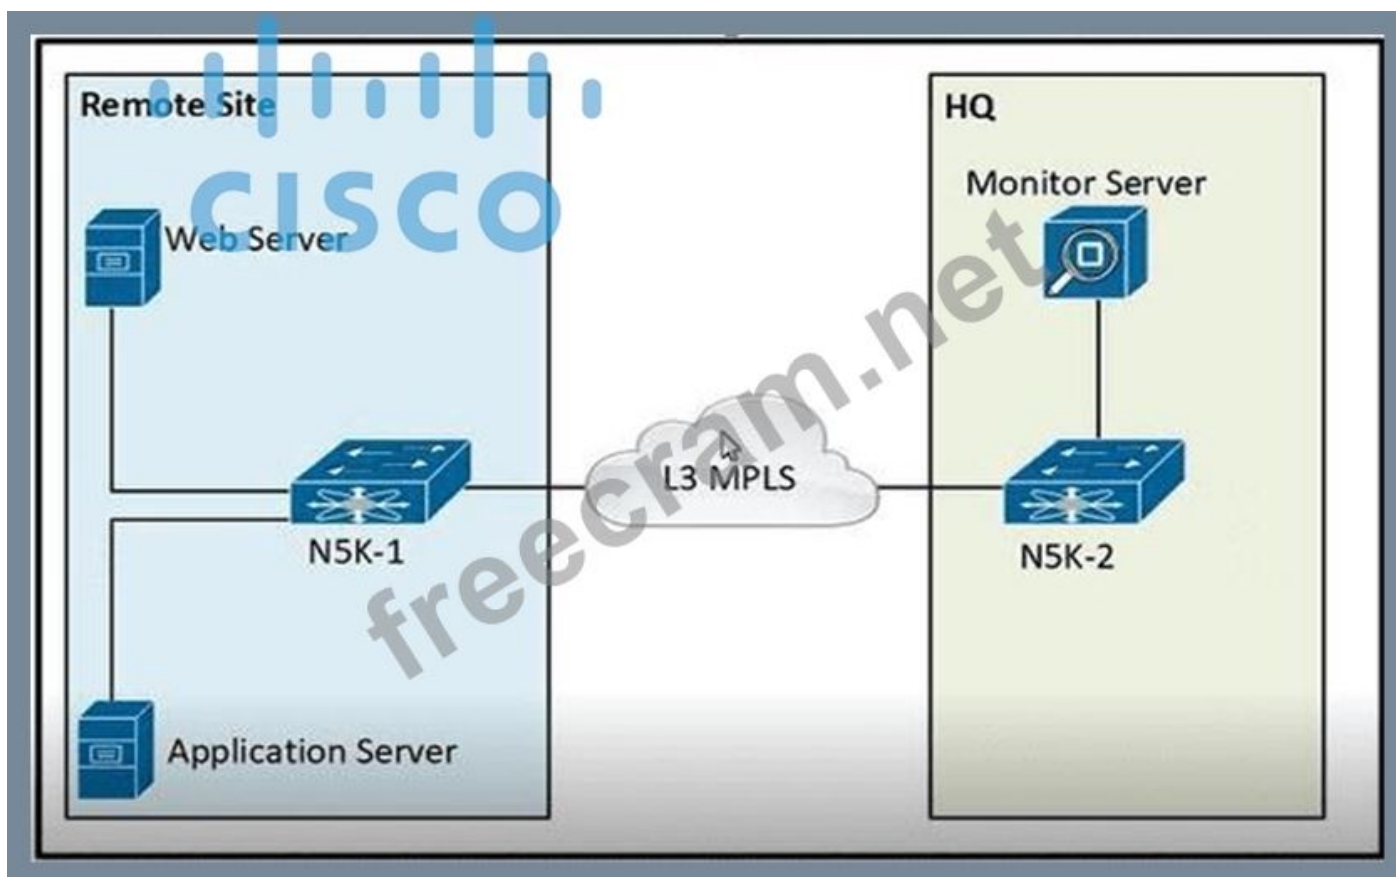 Remote Site
CISCO
Web Server
HQ
Monitor Server
L3 MPLS
N5K-1
N5K-2
Application Server
freecram.net